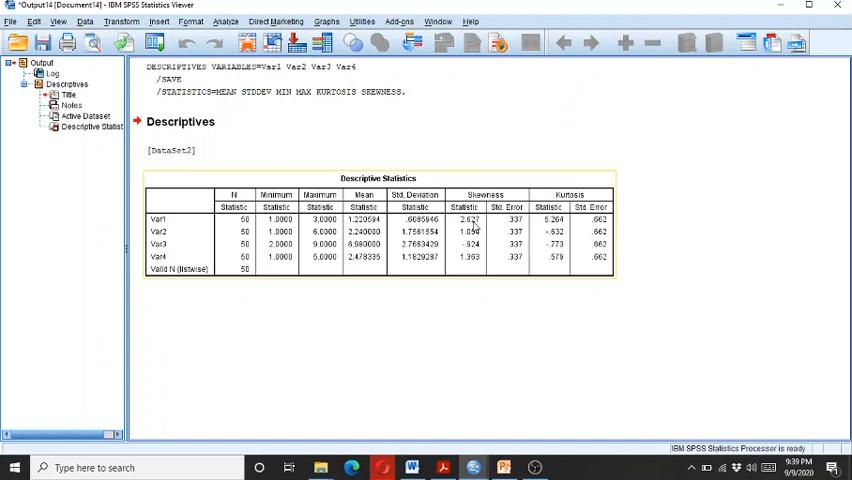 *Output14 [Document14] - IBM SPSS Statistics Viewer
File Edit View Data Transform Insert Format Analyze Direct Marketing Graphs Utilities Add-ons Window Help
Output
Log
Descriptives
Title
Notes
Active Dataset
Descriptive Statist
DESCRIPTIVES VARIABLES=Var1 Var2 Var3 Var4
/SAVE
/STATISTICS=MEAN STDDEV MIN MAX KURTOSIS SKEWNESS.
Descriptives
[DataSet2]
Descriptive Statistics
N Minimum Maximum Mean Std. Deviation Skewness Kurtosis
Statistic Statistic Statistic Statistic Statistic Statistic Std. Error Statistic Std. Error
Var1 50 1.0000 3.0000 1.220594 .6085946 .337 5.264 .662
Var2 50 1.0000 6.0000 2.240000 1.7561554 .337 -.632 .662
Var3 50 2.0000 9.0000 6.980000 2.7663429 -.924 .337 -.773 .662
Var4 50 1.0000 5.0000 2.478335 1.1829287 1.363 .337 .579 .662
Valid N (listwise) 50
IBM SPSS Statistics Processor is ready
Type here to search
9:39 PM
9/9/2020